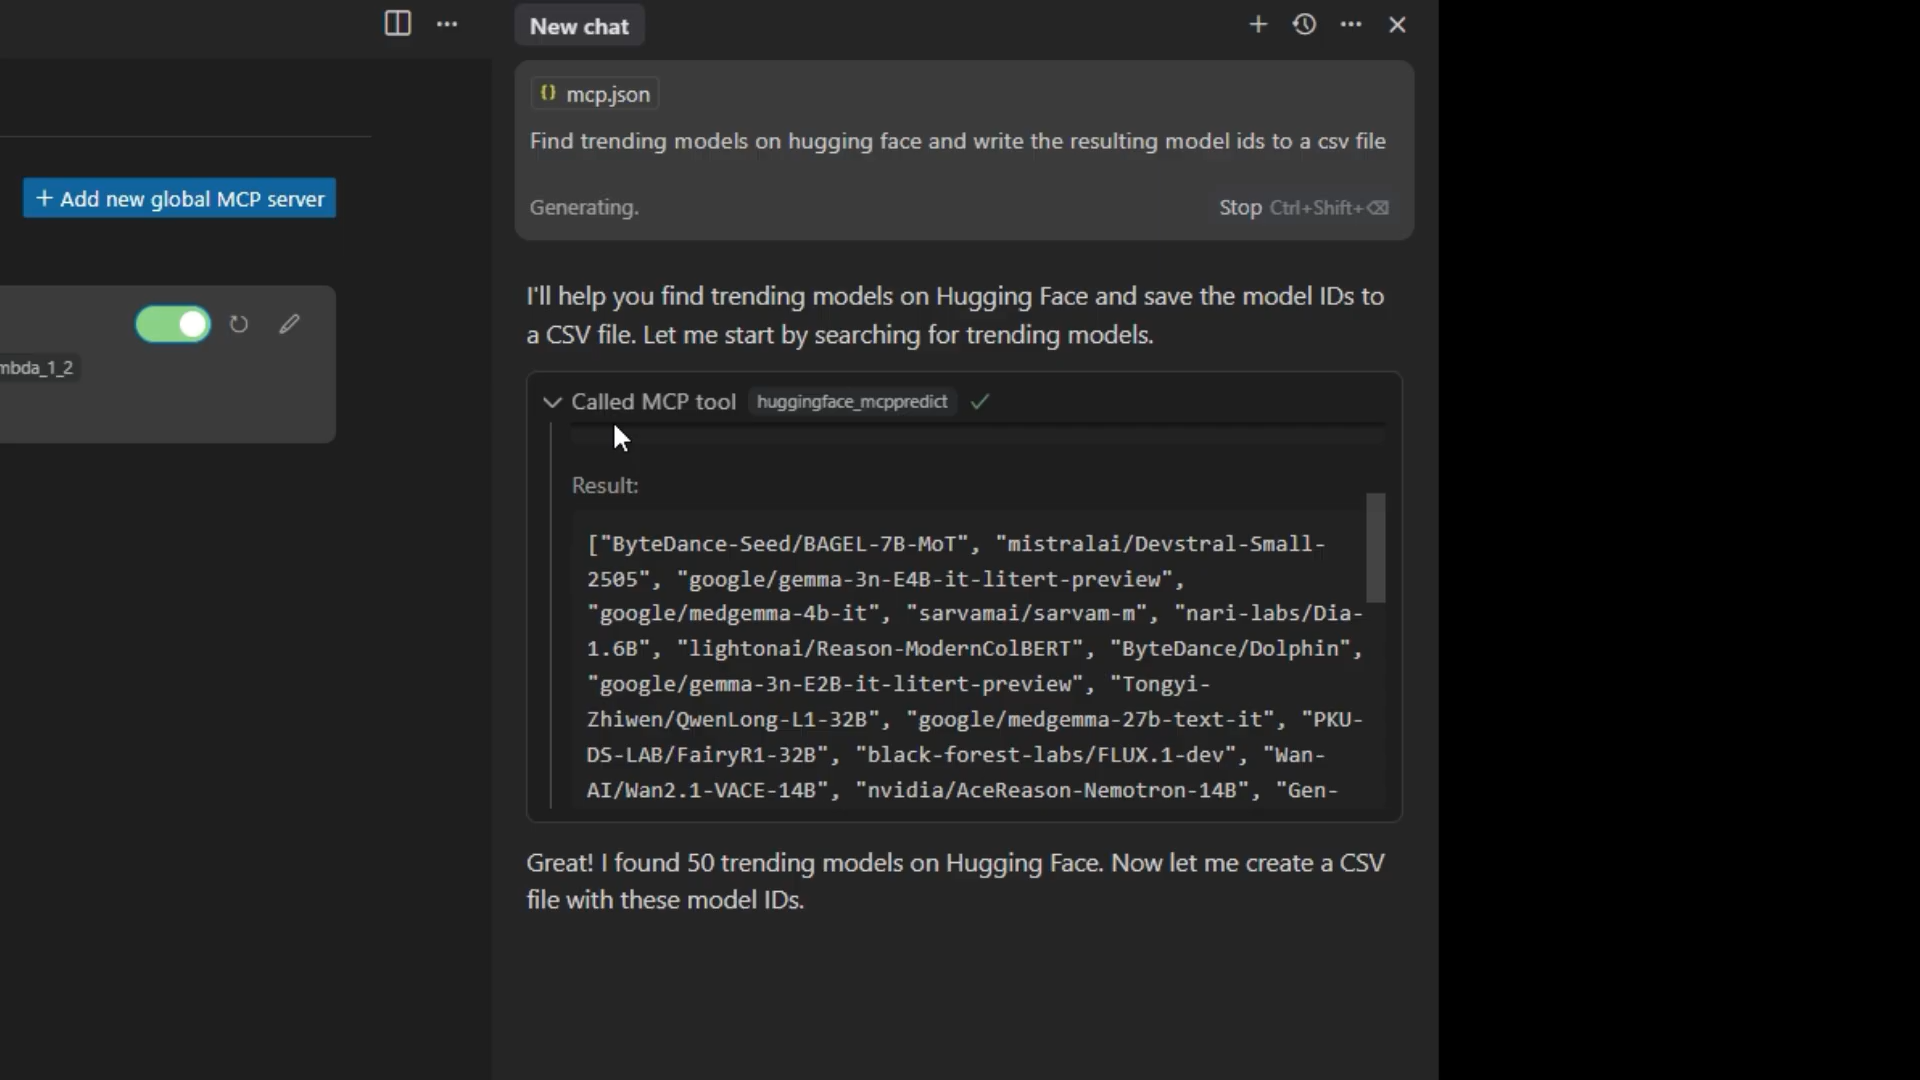 New chat
mcp.json
Find trending models on hugging face and write the resulting model ids to a csv file
+ Add new global MCP server
Generating.
Stop Ctrl+Shift+⌫
I'll help you find trending models on Hugging Face and save the model IDs to
a CSV file. Let me start by searching for trending models.
mbda_1_2
Called MCP tool huggingface_mcppredict
Result:
["ByteDance-Seed/BAGEL-7B-MoT", "mistralai/Devstral-Small-
2505", "google/gemma-3n-E4B-it-litert-preview",
"google/medgemma-4b-it", "sarvamai/sarvam-m", "nari-labs/Dia-
1.6B", "lightonai/Reason-ModernColBERT", "ByteDance/Dolphin",
"google/gemma-3n-E2B-it-litert-preview", "Tongyi-
Zhiwen/QwenLong-L1-32B", "google/medgemma-27b-text-it", "PKU-
DS-LAB/FairyR1-32B", "black-forest-labs/FLUX.1-dev", "Wan-
AI/Wan2.1-VACE-14B", "nvidia/AceReason-Nemotron-14B", "Gen-
Great! I found 50 trending models on Hugging Face. Now let me create a CSV
file with these model IDs.